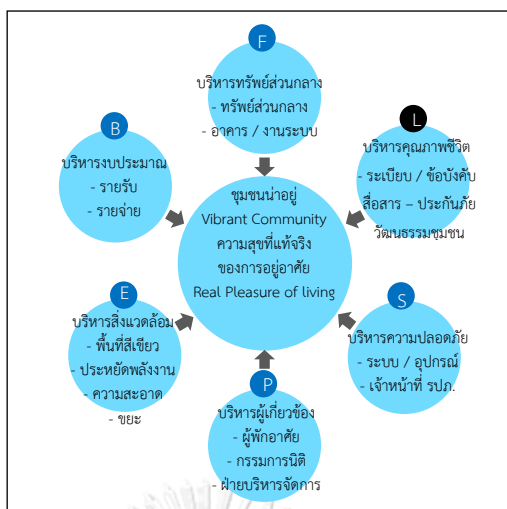 F
บริหารทรัพย์ส่วนกลาง
- ทรัพย์ส่วนกลาง
- อาคาร / งานระบบ
L
บริหารคุณภาพชีวิต
- ระเบียบ / ข้อบังคับ
สื่อสาร – ประกันภัย
วัฒนธรรมชุมชน
B
บริหารงบประมาณ
- รายรับ
- รายจ่าย
ชุมชนน่าอยู่
Vibrant Community
ความสุขที่แท้จริง
ของการอยู่อาศัย
Real Pleasure of living
E
บริหารสิ่งแวดล้อม
- พื้นที่สีเขียว
- ประหยัดพลังงาน
- ความสะอาด
- ขยะ
S
บริหารความปลอดภัย
- ระบบ / อุปกรณ์
- เจ้าหน้าที่ รปภ.
P
บริหารผู้เกี่ยวข้อง
- ผู้พักอาศัย
- กรรมการนิติ
- ฝ่ายบริหารจัดการ